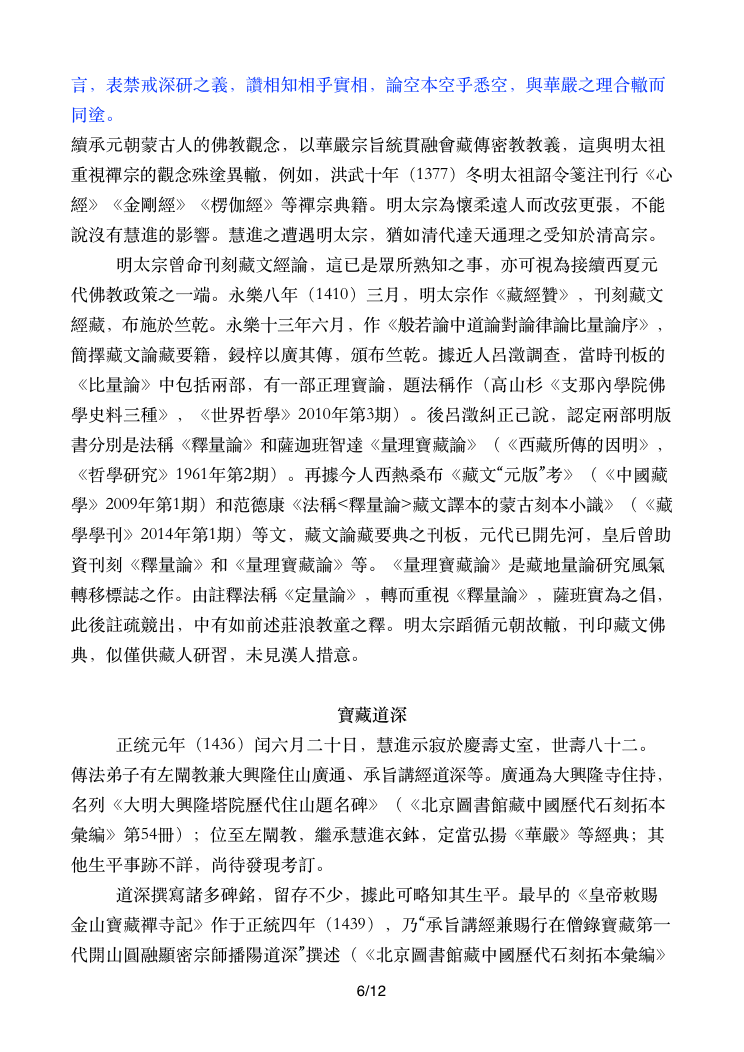 言，表禁戒深研之義，讚相知相乎實相，論空本空乎悉空，與華嚴之理合轍而
同塗。
續承元朝蒙古人的佛教觀念，以華嚴宗旨統貫融會藏傳密教教義，這與明太祖
重視禪宗的觀念殊塗異轍，例如，洪武十年（1377）冬明太祖詔令箋注刊行《心
經》《金剛經》《楞伽經》等禪宗典籍。明太宗為懷柔遠人而改弦更張，不能
說沒有慧進的影響。慧進之遭遇明太宗，猶如清代達天通理之受知於清高宗。
明太宗曾命刊刻藏文經論，這已是眾所熟知之事，亦可視為接續西夏元
代佛教政策之一端。永樂八年（1410）三月，明太宗作《藏經贊》，刊刻藏文
經藏，布施於竺乾。永樂十三年六月，作《般若論中道論對論律論比量論序》，
簡擇藏文論藏要籍，鋟梓以廣其傳，頒布竺乾。據近人呂澂調查，當時刊板的
《比量論》中包括兩部，有一部正理寶論，題法稱作（高山杉《支那內學院佛
學史料三種》，《世界哲學》2010年第3期）。後呂澂糾正己說，認定兩部明版
書分別是法稱《釋量論》和薩迦班智達《量理寶藏論》（《西藏所傳的因明》，
《哲學研究》1961年第2期）。再據今人西熱桑布《藏文“元版”考》（《中國藏
學》2009年第1期）和范德康《法稱<釋量論>藏文譯本的蒙古刻本小識》（《藏
學學刊》2014年第1期）等文，藏文論藏要典之刊板，元代已開先河，皇后曾助
資刊刻《釋量論》和《量理寶藏論》等。《量理寶藏論》是藏地量論研究風氣
轉移標誌之作。由註釋法稱《定量論》，轉而重視《釋量論》，薩班實為之倡，
此後註疏競出，中有如前述莊浪教童之釋。明太宗蹈循元朝故轍，刊印藏文佛
典，似僅供藏人研習，未見漢人措意。
寶藏道深
正统元年（1436）闰六月二十日，慧進示寂於慶壽丈室，世壽八十二。
傳法弟子有左闡教兼大興隆住山廣通、承旨講經道深等。廣通為大興隆寺住持，
名列《大明大興隆塔院歷代住山題名碑》（《北京圖書館藏中國歷代石刻拓本
彙編》第54冊）；位至左闡教，繼承慧進衣鉢，定當弘揚《華嚴》等經典；其
他生平事跡不詳，尚待發現考訂。
道深撰寫諸多碑銘，留存不少，據此可略知其生平。最早的《皇帝敕賜
金山寶藏禪寺記》作于正統四年（1439），乃“承旨講經兼賜行在僧錄寶藏第一
代開山圓融顯密宗師播陽道深”撰述（《北京圖書館藏中國歷代石刻拓本彙編》
6/12